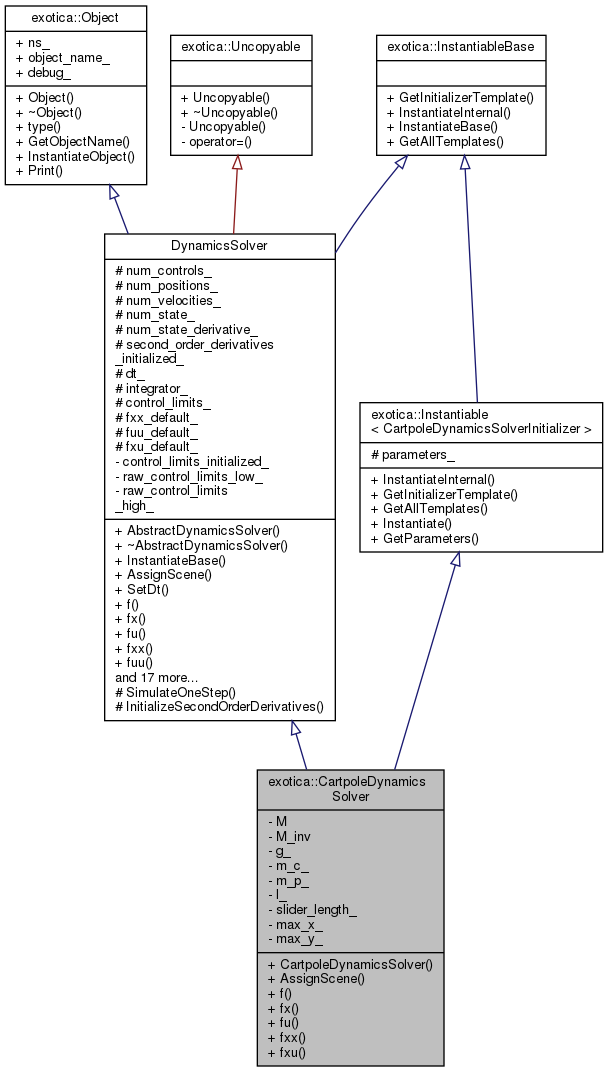 exotica::Object
+ ns_
+ object_name_
+ debug_
+ Object()
+ ~Object()
+ type()
+ GetObjectName()
+ InstantiateObject()
+ Print()
exotica::Uncopyable
+ Uncopyable()
+ ~Uncopyable()
- Uncopyable()
- operator=()
exotica::InstantiableBase
+ GetInitializerTemplate()
+ InstantiateInternal()
+ InstantiateBase()
+ GetAllTemplates()
DynamicsSolver
# num_controls_
# num_positions_
# num_velocities_
# num_state_
# num_state_derivative_
# second_order_derivatives
_initialized_
# dt_
# integrator_
# control_limits_
# fxx_default_
# fuu_default_
# fxu_default_
- control_limits_initialized_
- raw_control_limits_low_
- raw_control_limits
_high_
+ AbstractDynamicsSolver()
+ ~AbstractDynamicsSolver()
+ InstantiateBase()
+ AssignScene()
+ SetDt()
+ f()
+ fx()
+ fu()
+ fxx()
+ fuu()
and 17 more...
# SimulateOneStep()
# InitializeSecondOrderDerivatives()
exotica::Instantiable
< CartpoleDynamicsSolverInitializer >
# parameters_
+ InstantiateInternal()
+ GetInitializerTemplate()
+ GetAllTemplates()
+ Instantiate()
+ GetParameters()
exotica::CartpoleDynamics
Solver
- M
- M_inv
- g_
- m_c_
- m_p_
- l_
- slider_length_
- max_x_
- max_y_
+ CartpoleDynamicsSolver()
+ AssignScene()
+ f()
+ fx()
+ fu()
+ fxx()
+ fxu()